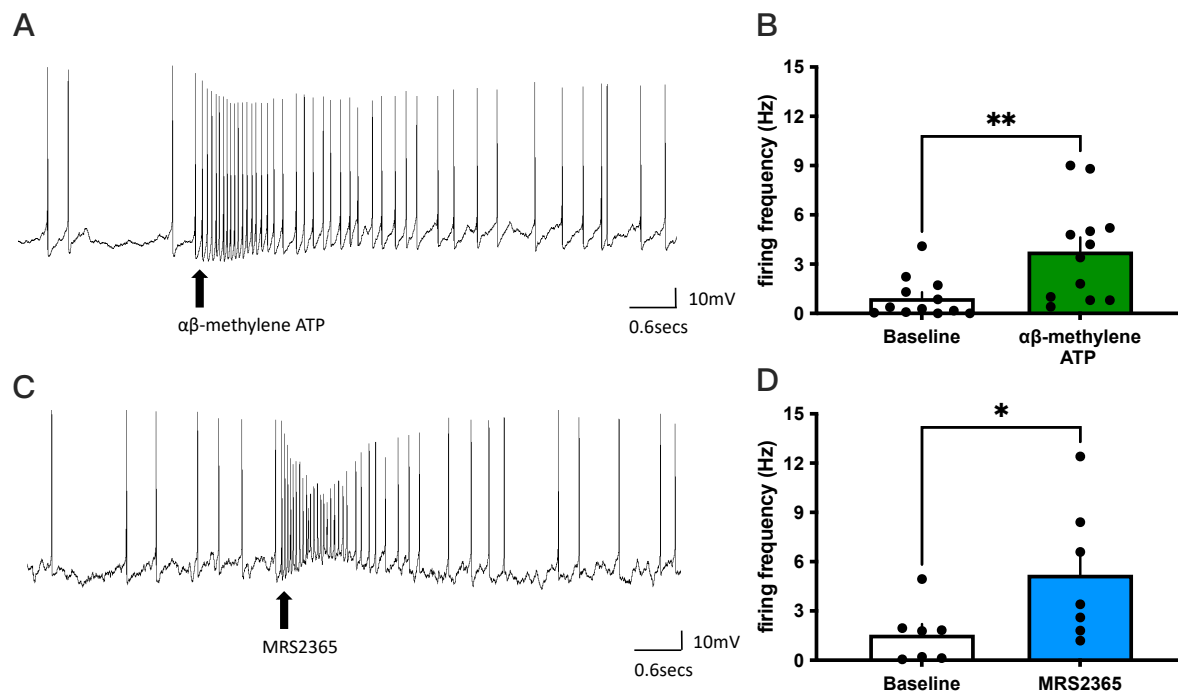 A
αβ-methylene ATP
10mV
0.6secs
B
firing frequency (Hz)
15
12
9
6
3
0
**
Baseline
αβ-methylene
ATP
C
MRS2365
10mV
0.6secs
D
firing frequency (Hz)
15
12
9
6
3
0
*
Baseline
MRS2365